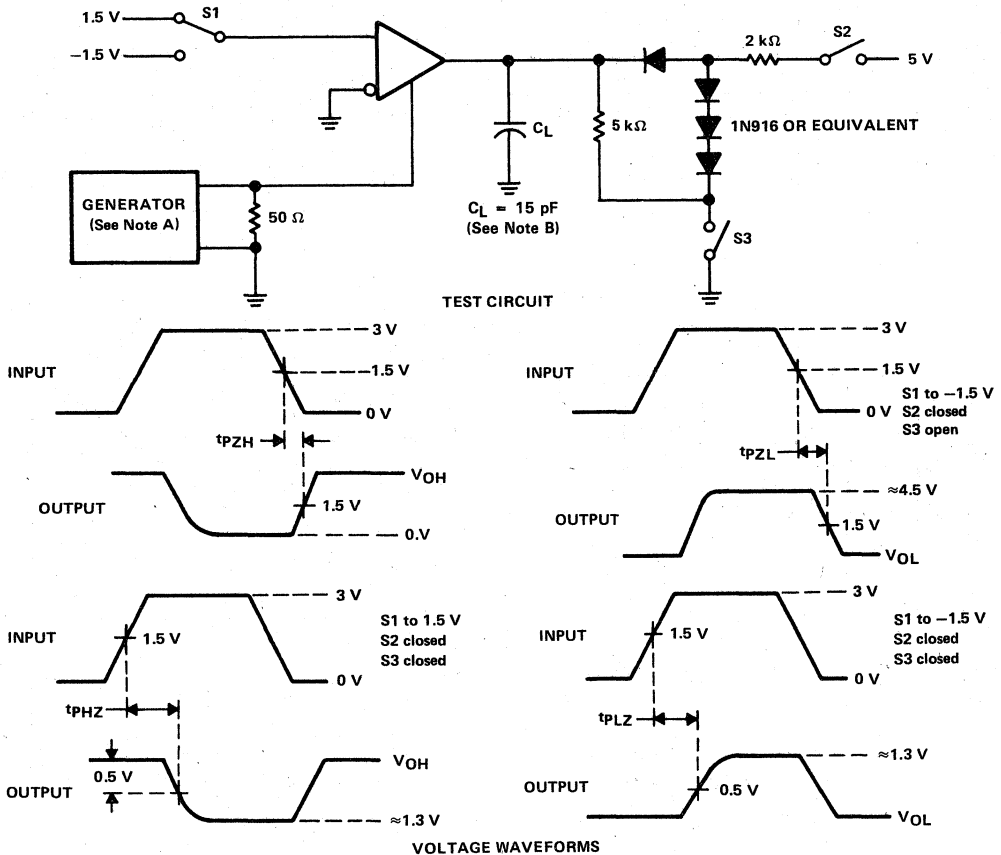 1.5 V
S1
−1.5 V
2 kΩ
S2
5 V
5 kΩ
1N916 OR EQUIVALENT
CL
GENERATOR
(See Note A)
50 Ω
CL = 15 pF
(See Note B)
S3
TEST CIRCUIT
INPUT
3 V
1.5 V
0 V
tPZH
OUTPUT
VOH
1.5 V
0.V
INPUT
3 V
1.5 V
0 V
S1 to −1.5 V
S2 closed
S3 open
tPZL
OUTPUT
≈4.5 V
1.5 V
VOL
INPUT
3 V
1.5 V
0 V
S1 to 1.5 V
S2 closed
S3 closed
tPHZ
0.5 V
OUTPUT
VOH
≈1.3 V
INPUT
3 V
1.5 V
0 V
S1 to −1.5 V
S2 closed
S3 closed
tPLZ
OUTPUT
≈1.3 V
0.5 V
VOL
VOLTAGE WAVEFORMS